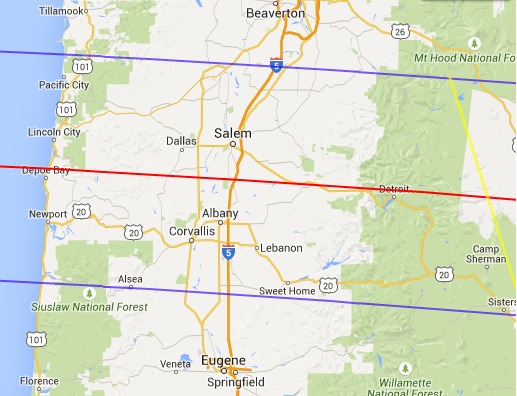 Tillamook
Beaverton
26
Mt Hood National Fo
5
101
Pacific City
101
Lincoln City
Dallas
Salem
Depoe Bay
Detroit
Newport
20
20
Albany
Corvallis
5
Lebanon
Camp
Sherman
Alsea
Sweet Home
20
20
Siuslaw National Forest
Sisters
101
Veneta
Eugene
Springfield
Florence
Willamette
National Forest